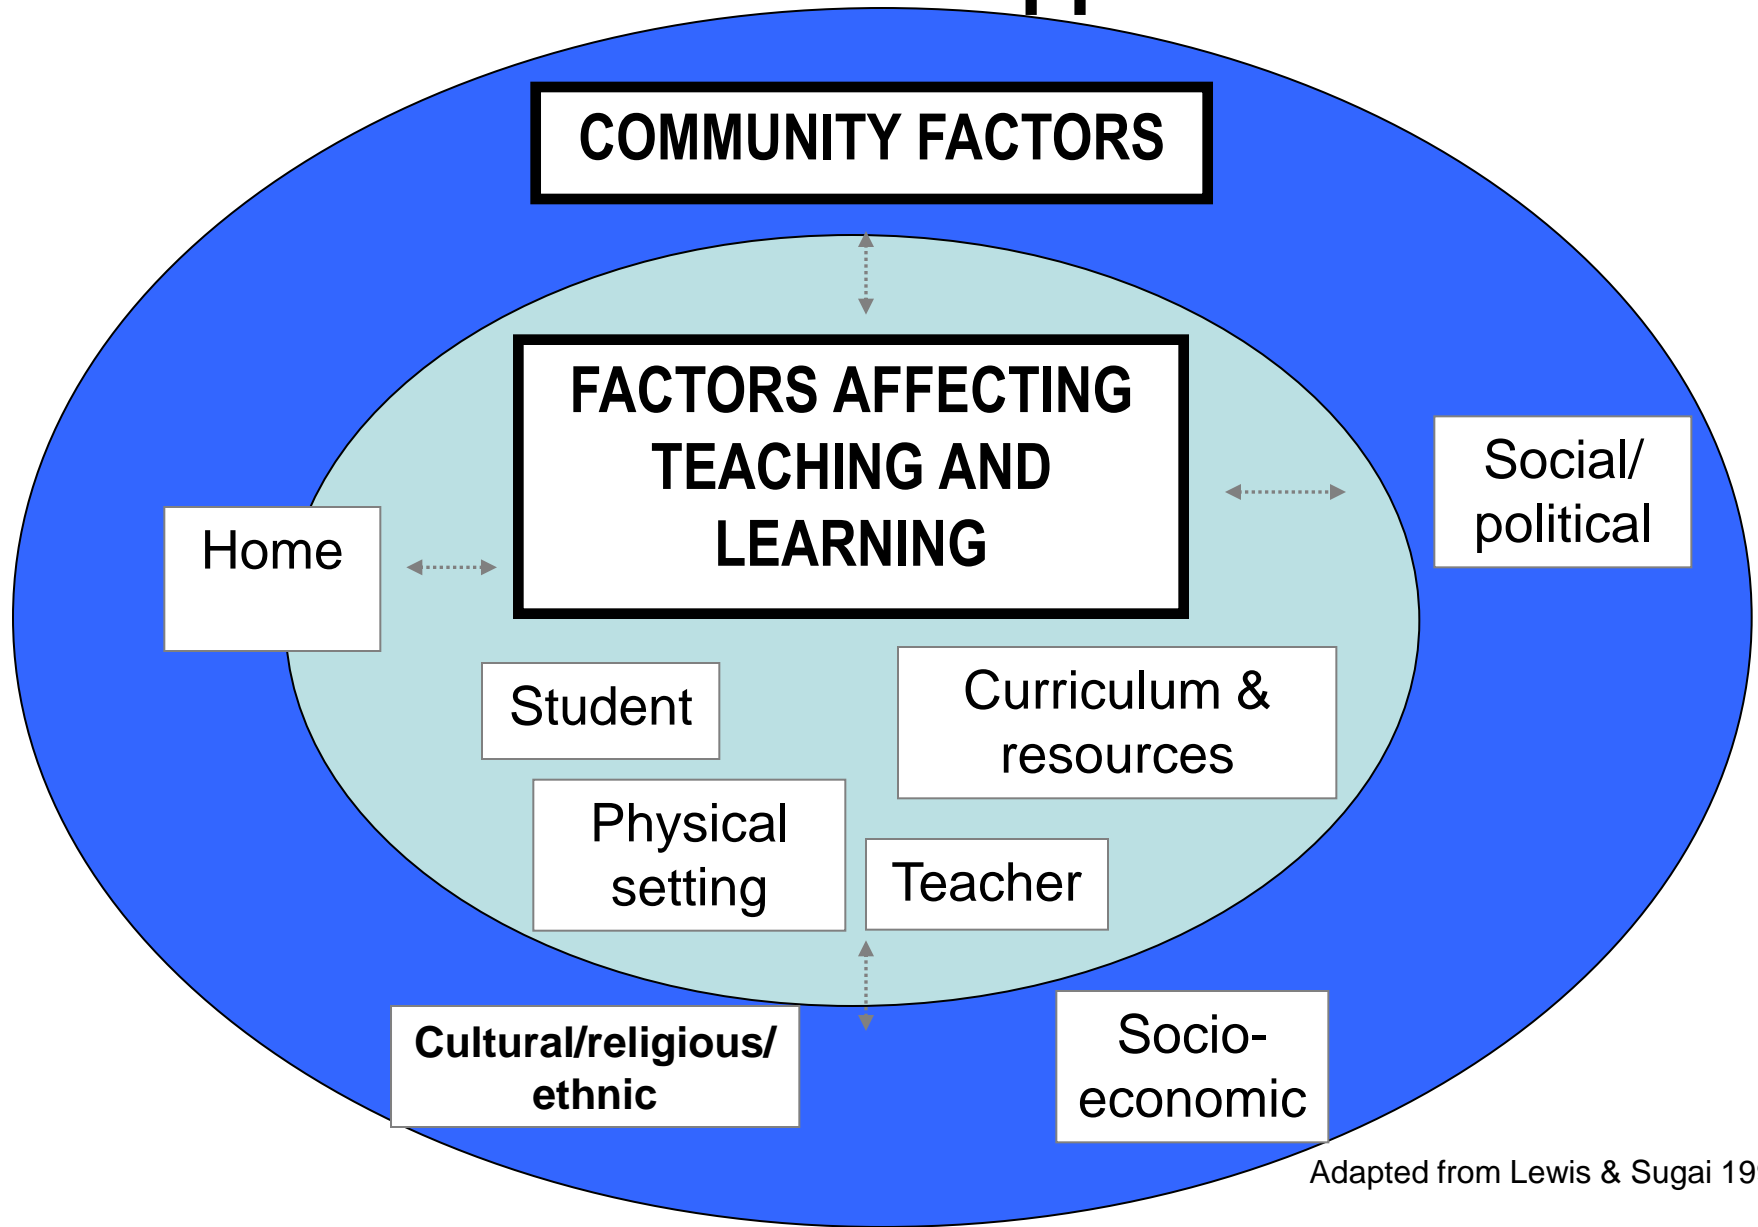 COMMUNITY FACTORS
FACTORS AFFECTING
TEACHING AND
LEARNING
Social/
political
Home
Student
Curriculum &
resources
Physical
setting
Teacher
Cultural/religious/
ethnic
Socio-
economic
Adapted from Lewis & Sugai